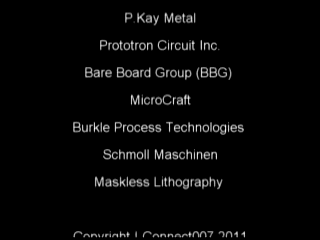 P.Kay Metal
Prototron Circuit Inc.
Bare Board Group (BBG)
MicroCraft
Burkle Process Technologies
Schmoll Maschinen
Maskless Lithography
Copyright I Connect007 2011